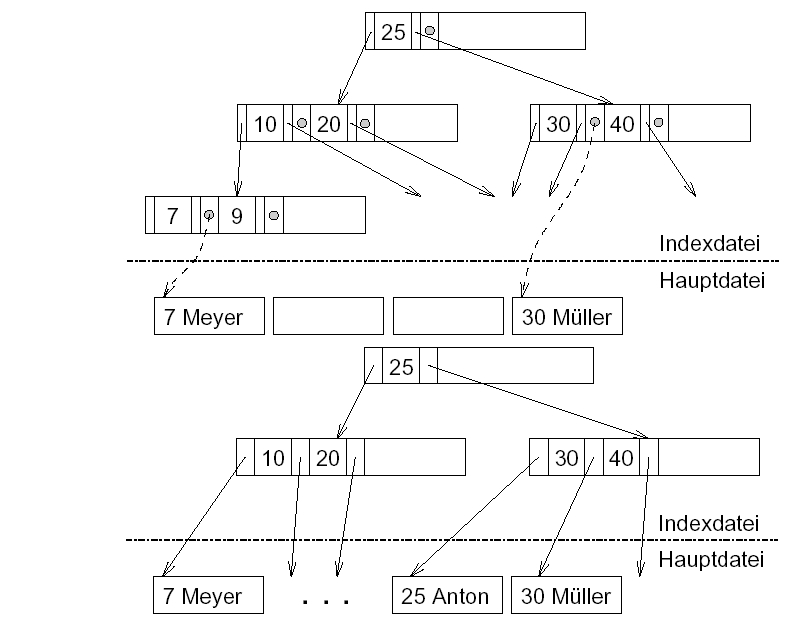 25
10 20
30 40
7 9
Indexdatei
Hauptdatei
7 Meyer
30 Müller
25
10 20
30 40
Indexdatei
Hauptdatei
7 Meyer
. . .
25 Anton
30 Müller